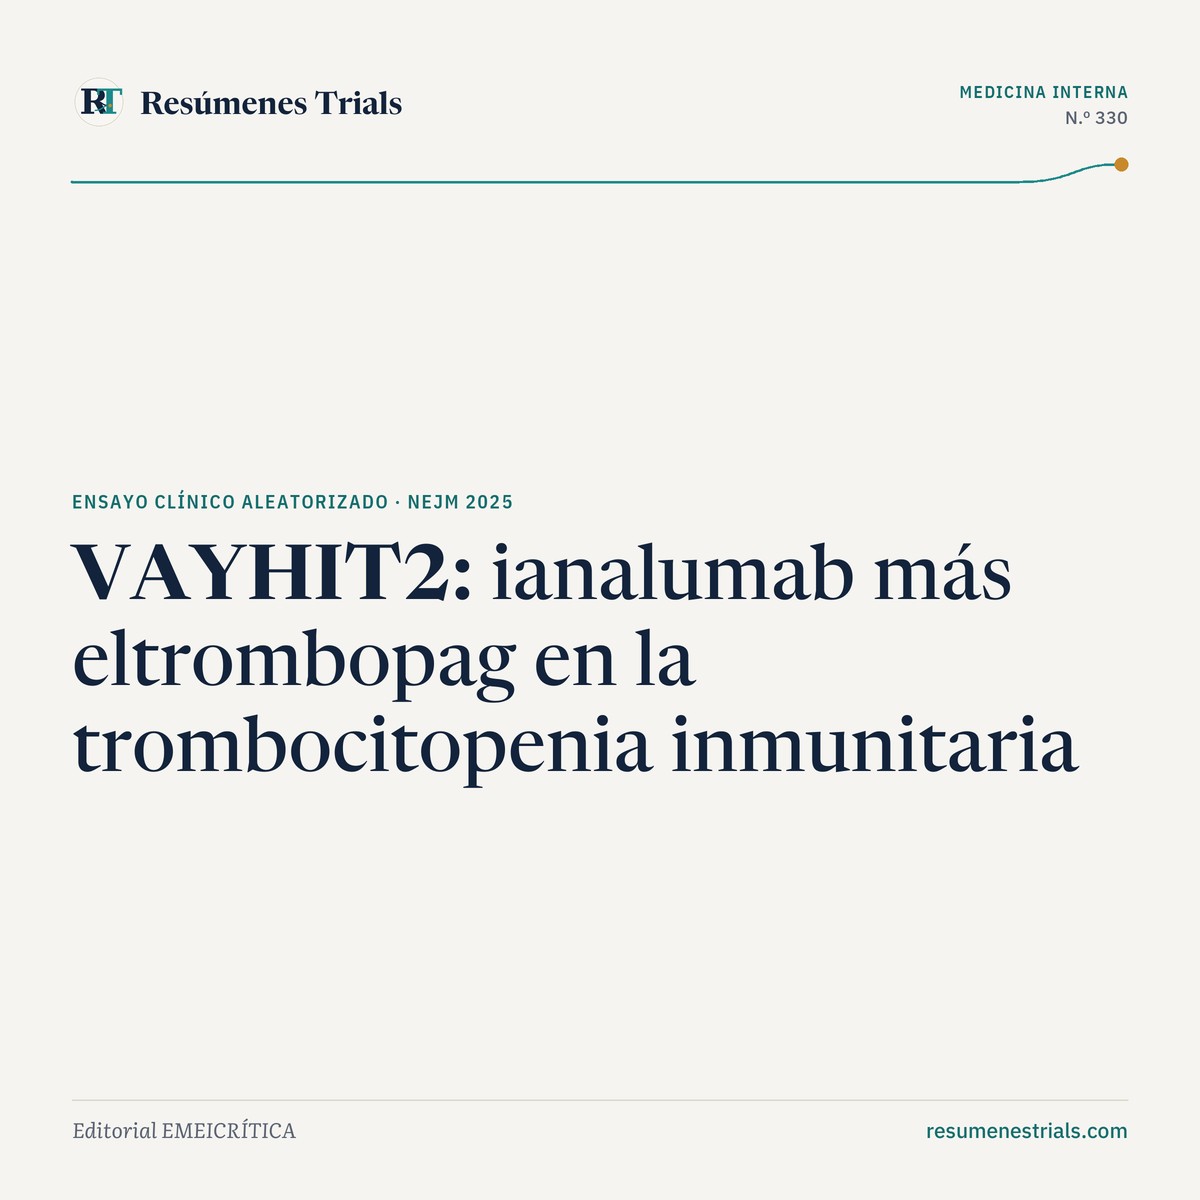 RT Resúmenes Trials
MEDICINA INTERNA
N.º 330
ENSAYO CLÍNICO ALEATORIZADO · NEJM 2025
VAYHIT2: ianalumab más
eltrombopag en la
trombocitopenia inmunitaria
Editorial EMEICRÍTICA
resumenestrials.com